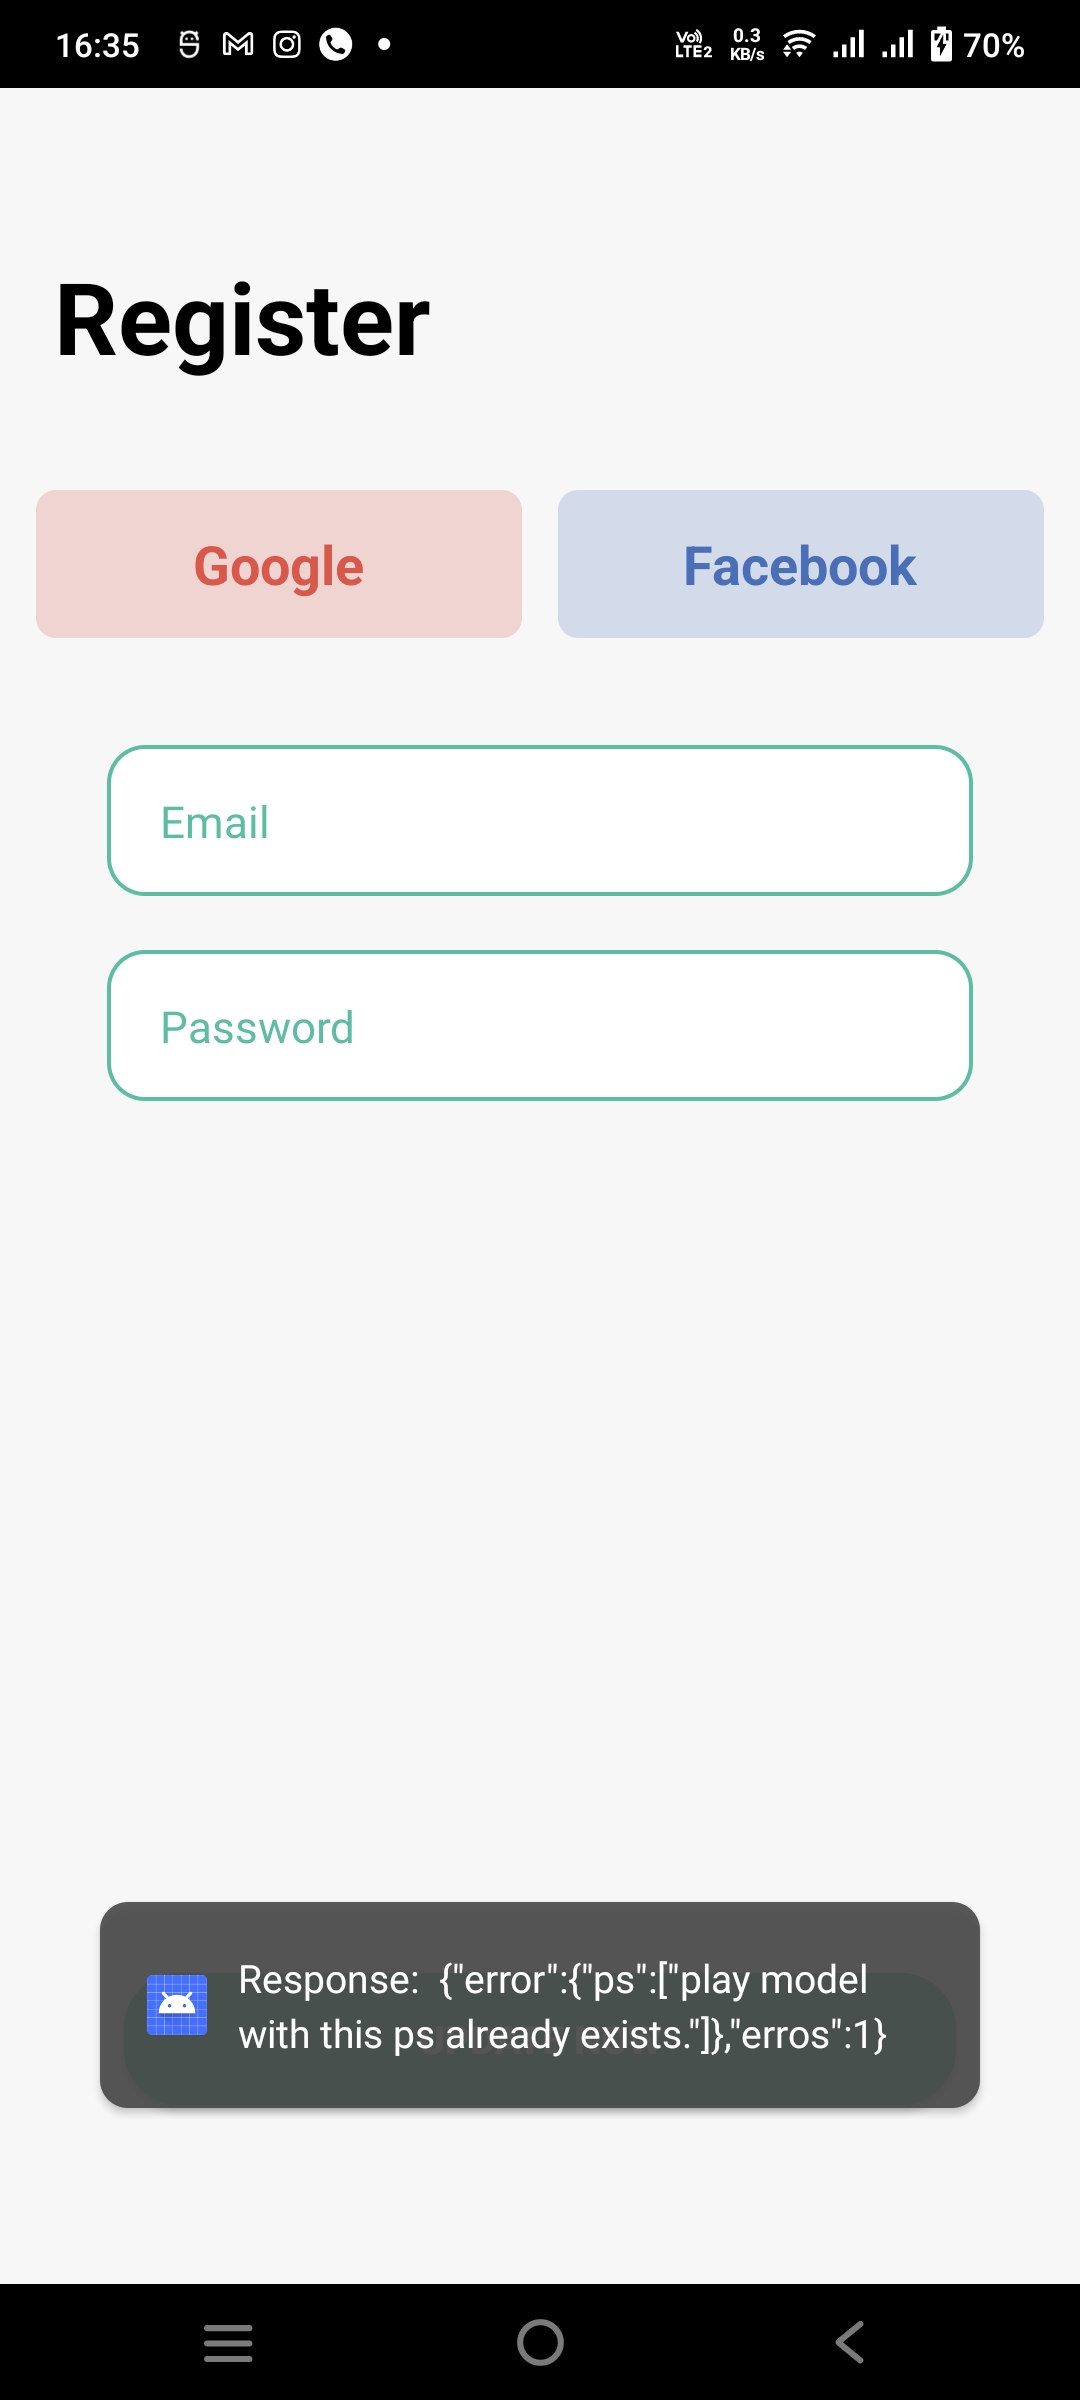 16:35 Vo)) LTE2 0.3 KB/s 70%
Register
Google Facebook
Email
Password
Response:  {"error":{"ps":["play model
with this ps already exists."]},"erros":1}